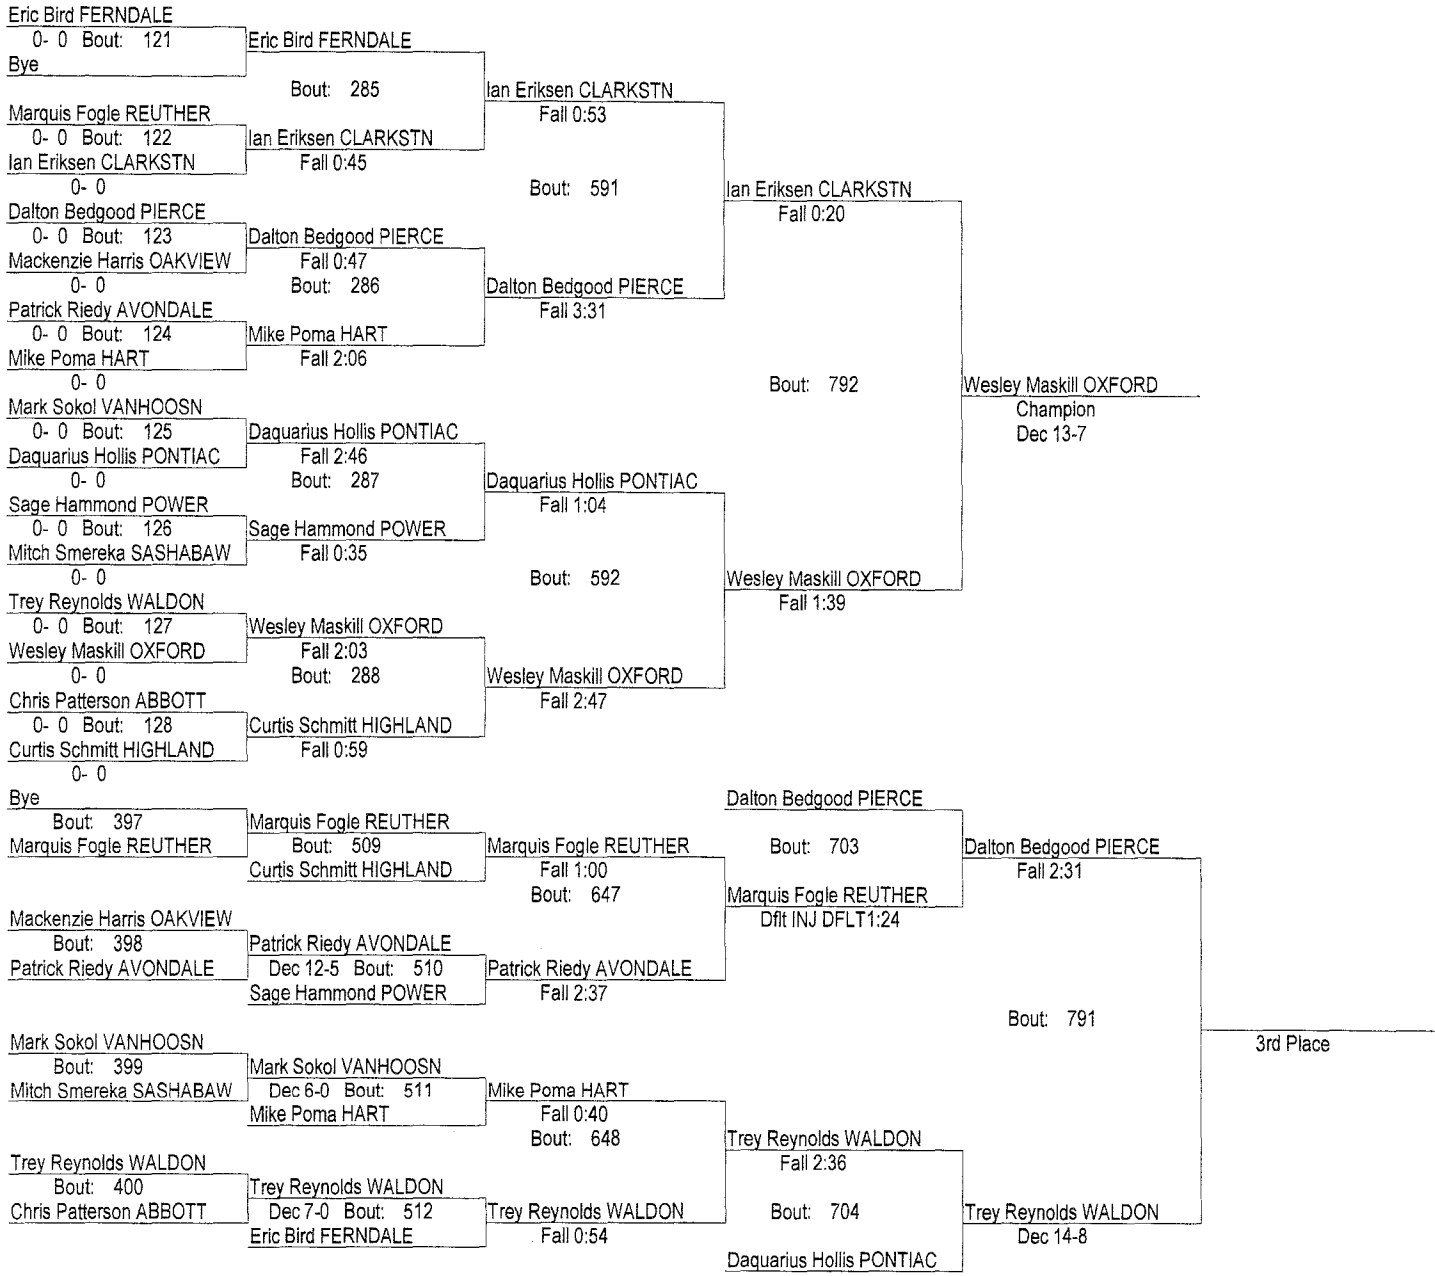 Eric Bird FERNDALE
0- 0 Bout: 121
Bye
Eric Bird FERNDALE
Bout: 285
Marquis Fogle REUTHER
0- 0 Bout: 122
Ian Eriksen CLARKSTN
0- 0
Ian Eriksen CLARKSTN
Fall 0:45
Ian Eriksen CLARKSTN
Fall 0:53
Bout: 591
Dalton Bedgood PIERCE
0- 0 Bout: 123
Mackenzie Harris OAKVIEW
0- 0
Dalton Bedgood PIERCE
Fall 0:47
Bout: 286
Patrick Riedy AVONDALE
0- 0 Bout: 124
Mike Poma HART
0- 0
Mike Poma HART
Fall 2:06
Dalton Bedgood PIERCE
Fall 3:31
Ian Eriksen CLARKSTN
Fall 0:20
Bout: 792
Mark Sokol VANHOOSN
0- 0 Bout: 125
Daquarius Hollis PONTIAC
0- 0
Daquarius Hollis PONTIAC
Fall 2:46
Bout: 287
Sage Hammond POWER
0- 0 Bout: 126
Mitch Smereka SASHABAW
0- 0
Sage Hammond POWER
Fall 0:35
Daquarius Hollis PONTIAC
Fall 1:04
Bout: 592
Trey Reynolds WALDON
0- 0 Bout: 127
Wesley Maskill OXFORD
0- 0
Wesley Maskill OXFORD
Fall 2:03
Bout: 288
Chris Patterson ABBOTT
0- 0 Bout: 128
Curtis Schmitt HIGHLAND
0- 0
Curtis Schmitt HIGHLAND
Fall 0:59
Wesley Maskill OXFORD
Fall 2:47
Wesley Maskill OXFORD
Fall 1:39
Wesley Maskill OXFORD
Champion
Dec 13-7
Bye
Bout: 397
Marquis Fogle REUTHER
Marquis Fogle REUTHER
Bout: 509
Curtis Schmitt HIGHLAND
Marquis Fogle REUTHER
Fall 1:00
Bout: 647
Mackenzie Harris OAKVIEW
Bout: 398
Patrick Riedy AVONDALE
Patrick Riedy AVONDALE
Dec 12-5 Bout: 510
Sage Hammond POWER
Patrick Riedy AVONDALE
Fall 2:37
Dalton Bedgood PIERCE
Bout: 703
Marquis Fogle REUTHER
Dflt INJ DFLT1:24
Dalton Bedgood PIERCE
Fall 2:31
Bout: 791
3rd Place
Mark Sokol VANHOOSN
Bout: 399
Mitch Smereka SASHABAW
Mark Sokol VANHOOSN
Dec 6-0 Bout: 511
Mike Poma HART
Mike Poma HART
Fall 0:40
Bout: 648
Trey Reynolds WALDON
Bout: 400
Chris Patterson ABBOTT
Trey Reynolds WALDON
Dec 7-0 Bout: 512
Eric Bird FERNDALE
Trey Reynolds WALDON
Fall 0:54
Trey Reynolds WALDON
Fall 2:36
Bout: 704
Daquarius Hollis PONTIAC
Trey Reynolds WALDON
Dec 14-8